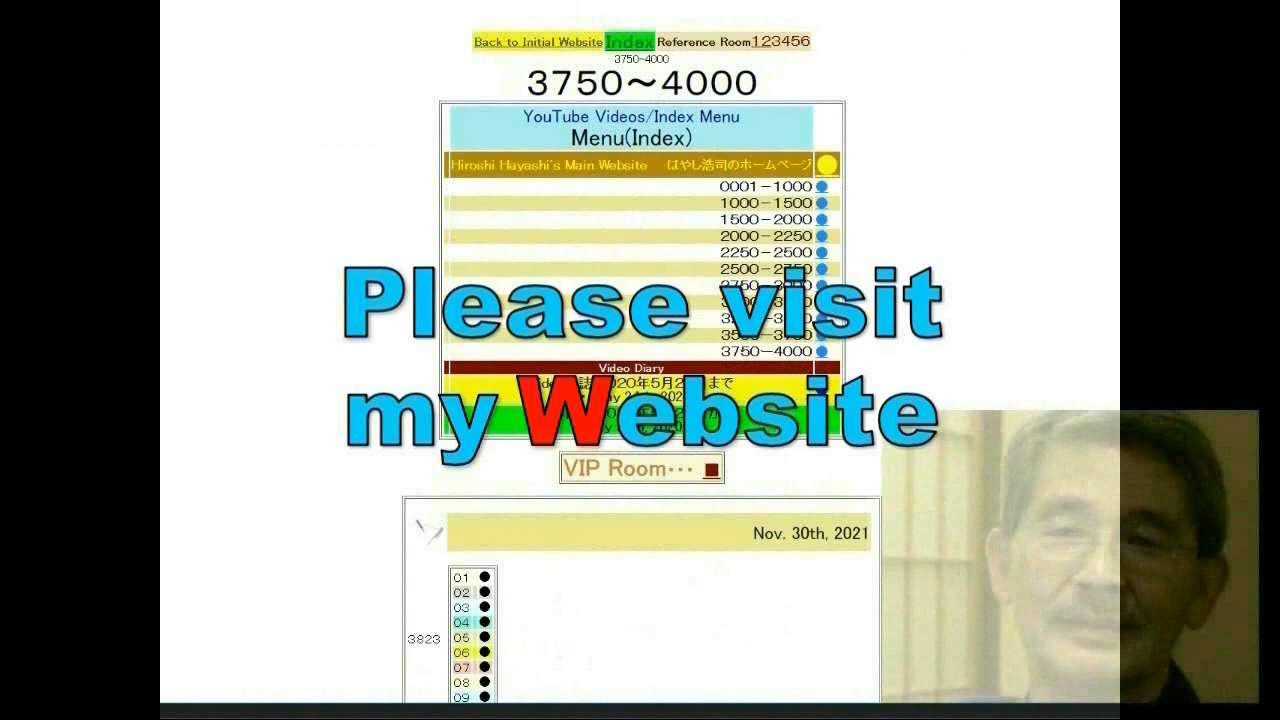 Back to Initial Website Index Reference Room123456
3750-4000
3750～4000
YouTube Videos/Index Menu
Menu(Index)
Hiroshi Hayashi's Main Website はやし浩司のホームページ
0001－1000
1000－1500
1500－2000
2000－2250
2250－2500
2500－2750
3750～4000
Please visit
my Website
Video Diary
VIP Room…
Nov. 30th, 2021
3823
01
02
03
04
05
06
07
08
09